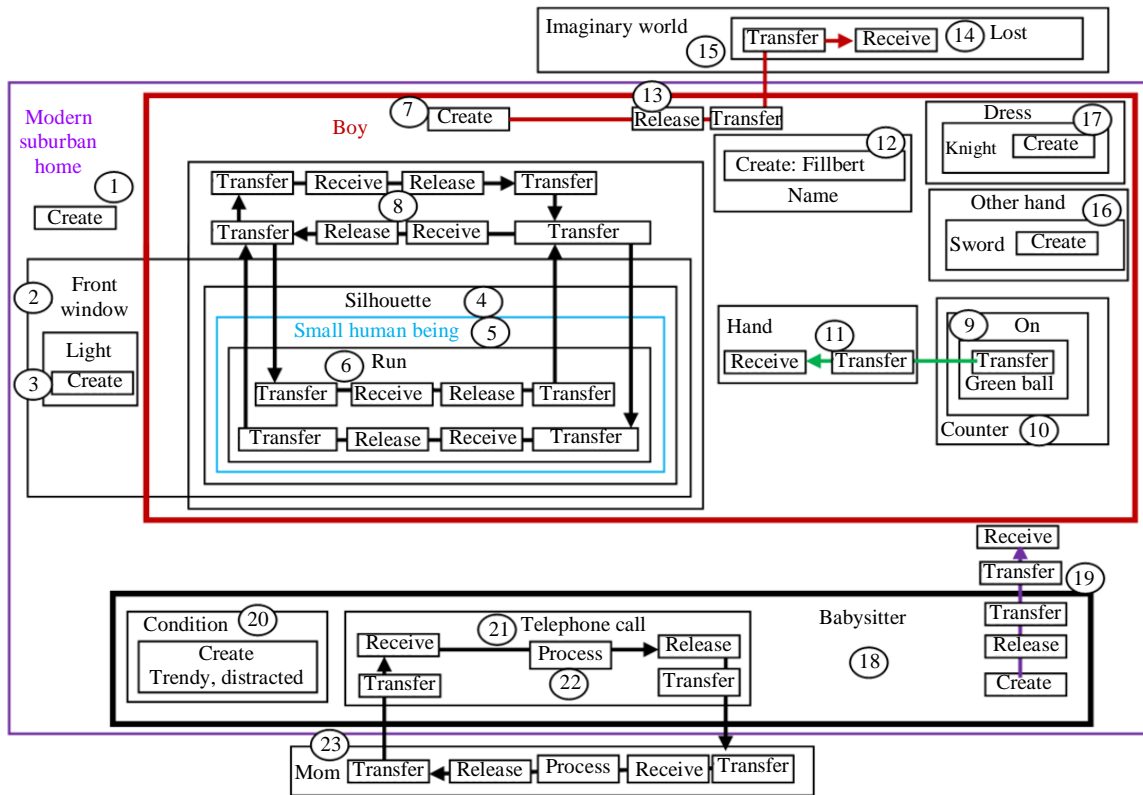 Imaginary world
15
Transfer
Receive
14
Lost
Modern
suburban
home
1
Create
Boy
7
Create
13
Release
Transfer
12
Create: Fillbert
Name
Dress
17
Knight
Create
Other hand
16
Sword
Create
Transfer
Receive
Release
Transfer
8
Transfer
Release
Receive
Transfer
2
Front
window
Light
3
Create
Silhouette
4
Small human being
5
6
Run
Transfer
Receive
Release
Transfer
Transfer
Release
Receive
Transfer
Hand
11
Receive
Transfer
9
On
Transfer
Green ball
Counter
10
Receive
Transfer
19
Transfer
Release
Create
Babysitter
18
Condition
20
Create
Trendy, distracted
21
Telephone call
Receive
Process
Release
22
Transfer
Transfer
23
Mom
Transfer
Release
Process
Receive
Transfer